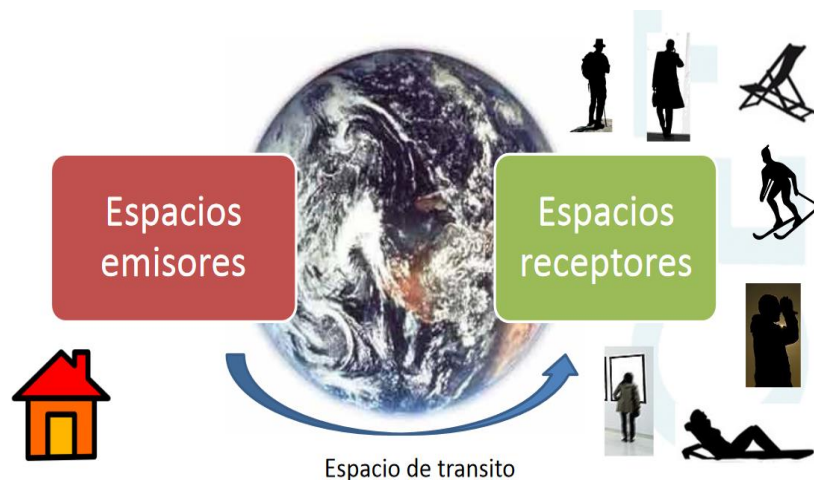 Espacios
emisores
Espacios
receptores
Espacio de transito